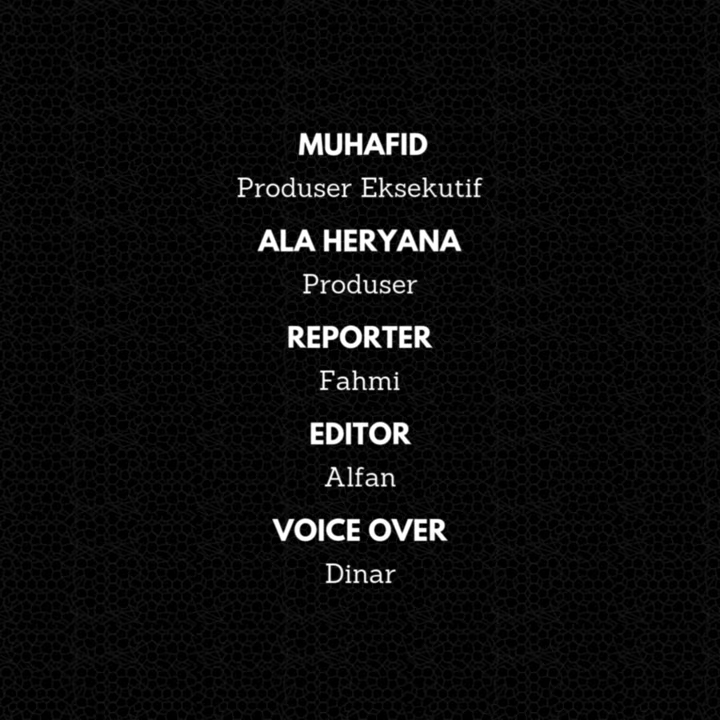 MUHAFID
Produser Eksekutif
ALA HERYANA
Produser
REPORTER
Fahmi
EDITOR
Alfan
VOICE OVER
Dinar